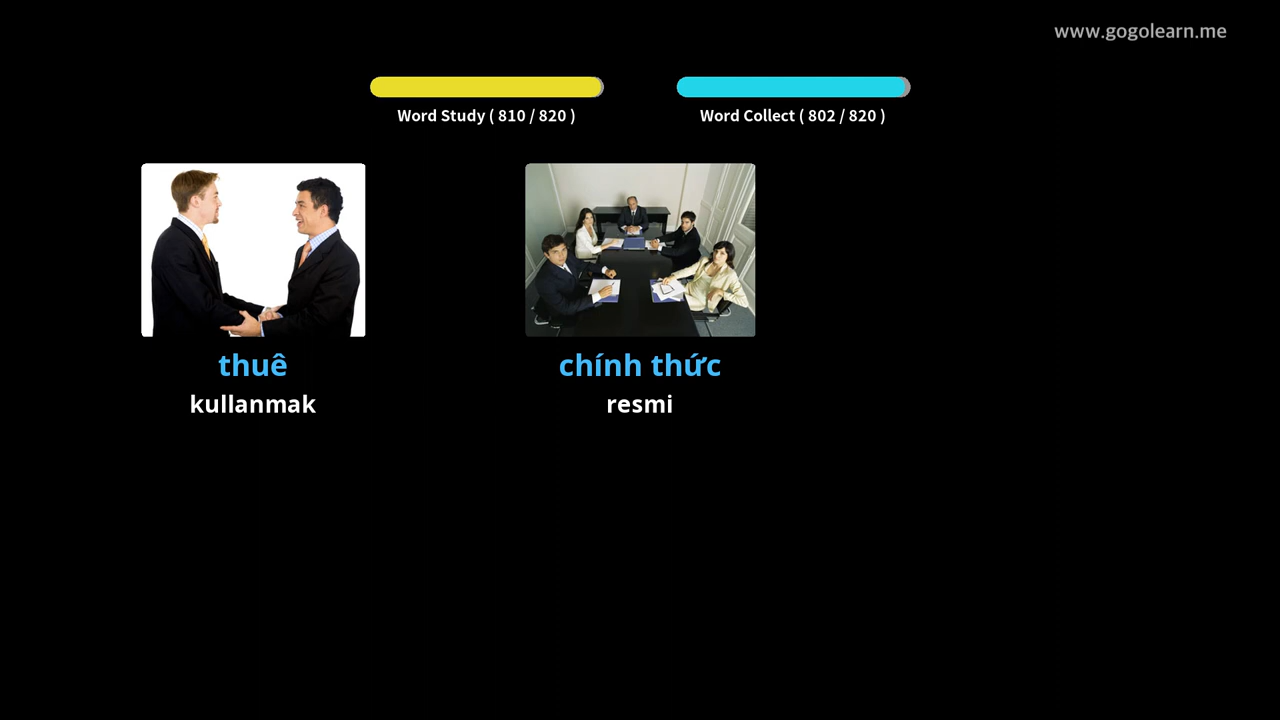 www.gogolearn.me
Word Study ( 810 / 820 )
Word Collect ( 802 / 820 )
thuê
kullanmak
chính thức
resmi